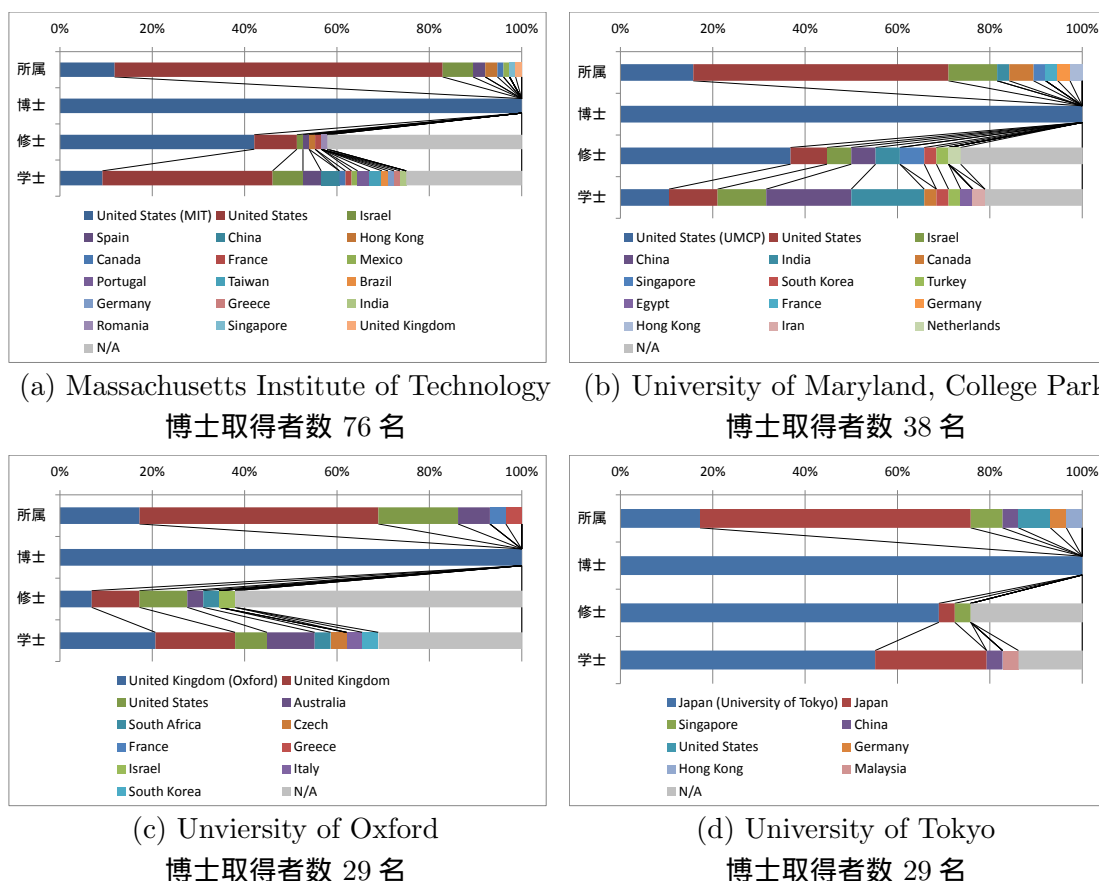 0% 20% 40% 60% 80% 100%
所属
博士
修士
学士
United States (MIT) United States Israel
Spain China Hong Kong
Canada France Mexico
Portugal Taiwan Brazil
Germany Greece India
Romania Singapore United Kingdom
N/A
(a) Massachusetts Institute of Technology
博士取得者数 76 名
0% 20% 40% 60% 80% 100%
所属
博士
修士
学士
United States (UMCP) United States Israel
China India Canada
Singapore South Korea Turkey
Egypt France Germany
Hong Kong Iran Netherlands
N/A
(b) University of Maryland, College Park
博士取得者数 38 名
0% 20% 40% 60% 80% 100%
所属
博士
修士
学士
United Kingdom (Oxford) United Kingdom
United States Australia
South Africa Czech
France Greece
Israel Italy
South Korea N/A
(c) Unviersity of Oxford
博士取得者数 29 名
0% 20% 40% 60% 80% 100%
所属
博士
修士
学士
Japan (University of Tokyo) Japan
Singapore China
United States Germany
Hong Kong Malaysia
N/A
(d) University of Tokyo
博士取得者数 29 名